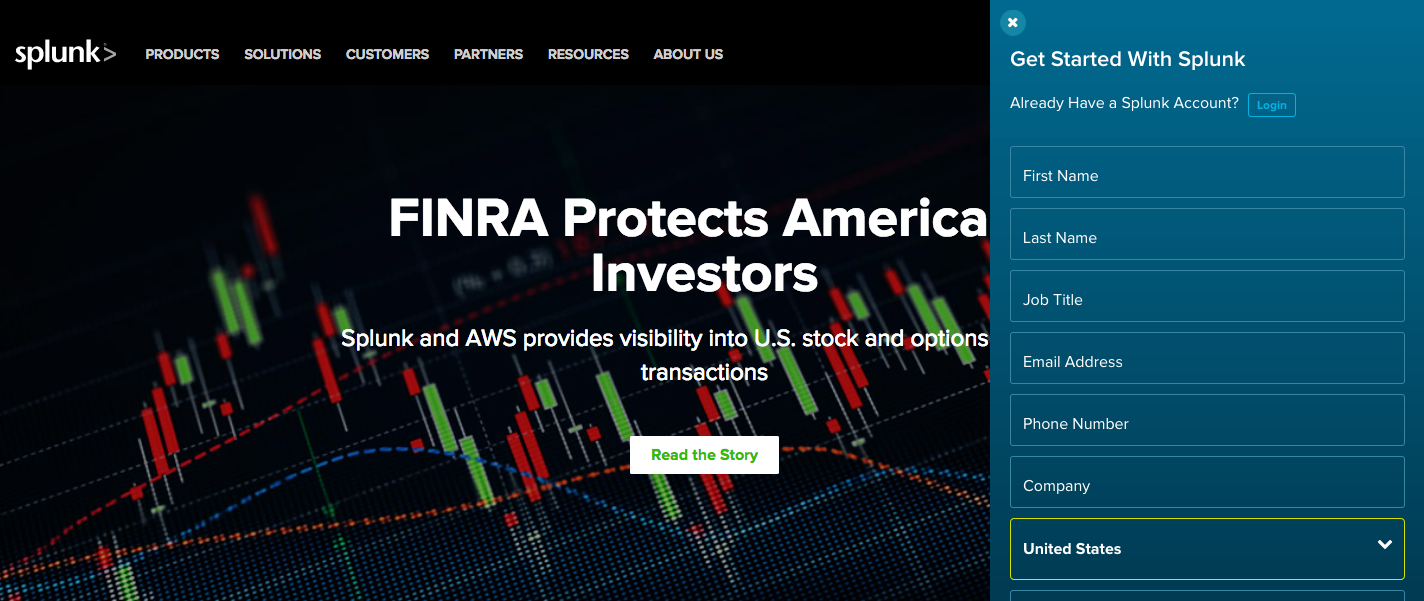 splunk>
PRODUCTS SOLUTIONS CUSTOMERS PARTNERS RESOURCES ABOUT US
FINRA Protects America
Investors
Splunk and AWS provides visibility into U.S. stock and options
transactions
Read the Story
Get Started With Splunk
Already Have a Splunk Account? Login
First Name
Last Name
Job Title
Email Address
Phone Number
Company
United States